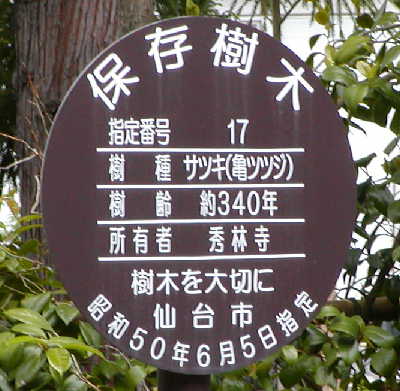 保存樹木
指定番号 17
樹種 サツキ(亀ツツジ)
樹齢 約340年
所有者 秀林寺
樹木を大切に
仙台市
昭和50年6月5日指定